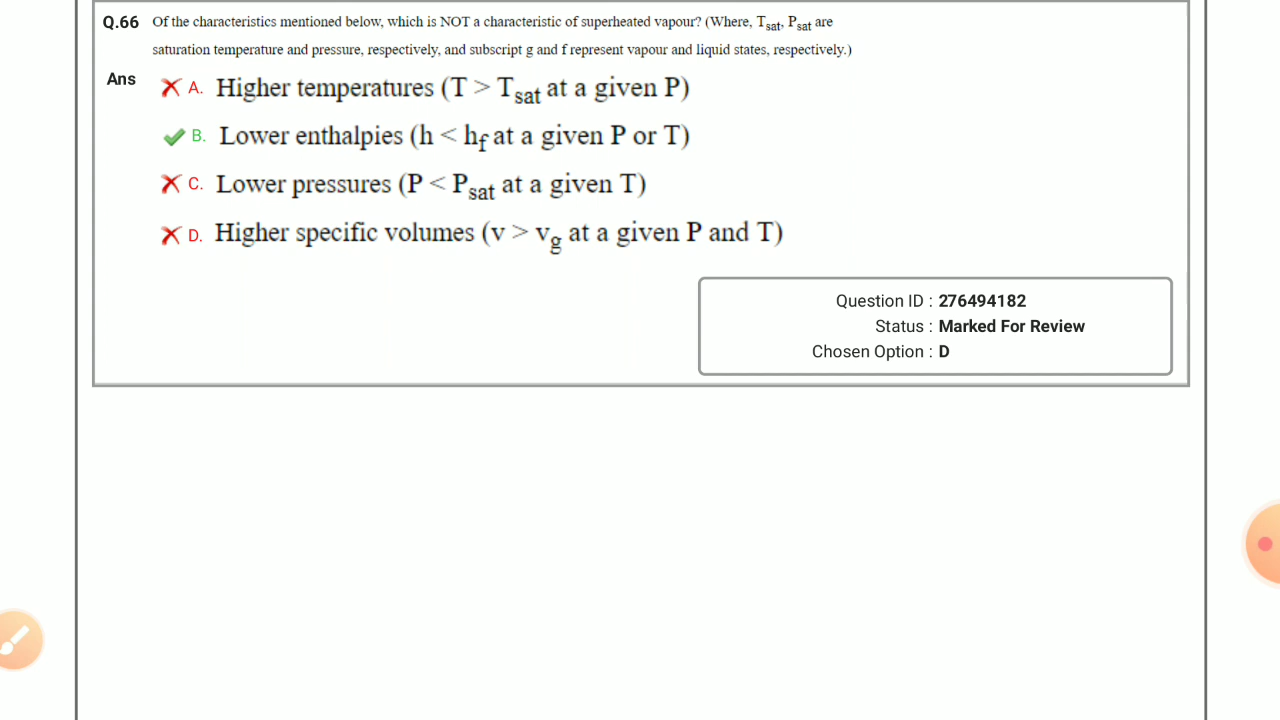 Q.66 Of the characteristics mentioned below, which is NOT a characteristic of superheated vapour? (Where, Tsat, Psat are
saturation temperature and pressure, respectively, and subscript g and f represent vapour and liquid states, respectively.)
Ans A. Higher temperatures (T > Tsat at a given P)
B. Lower enthalpies (h < hf at a given P or T)
C. Lower pressures (P < Psat at a given T)
D. Higher specific volumes (v > vg at a given P and T)
Question ID : 276494182
Status : Marked For Review
Chosen Option : D